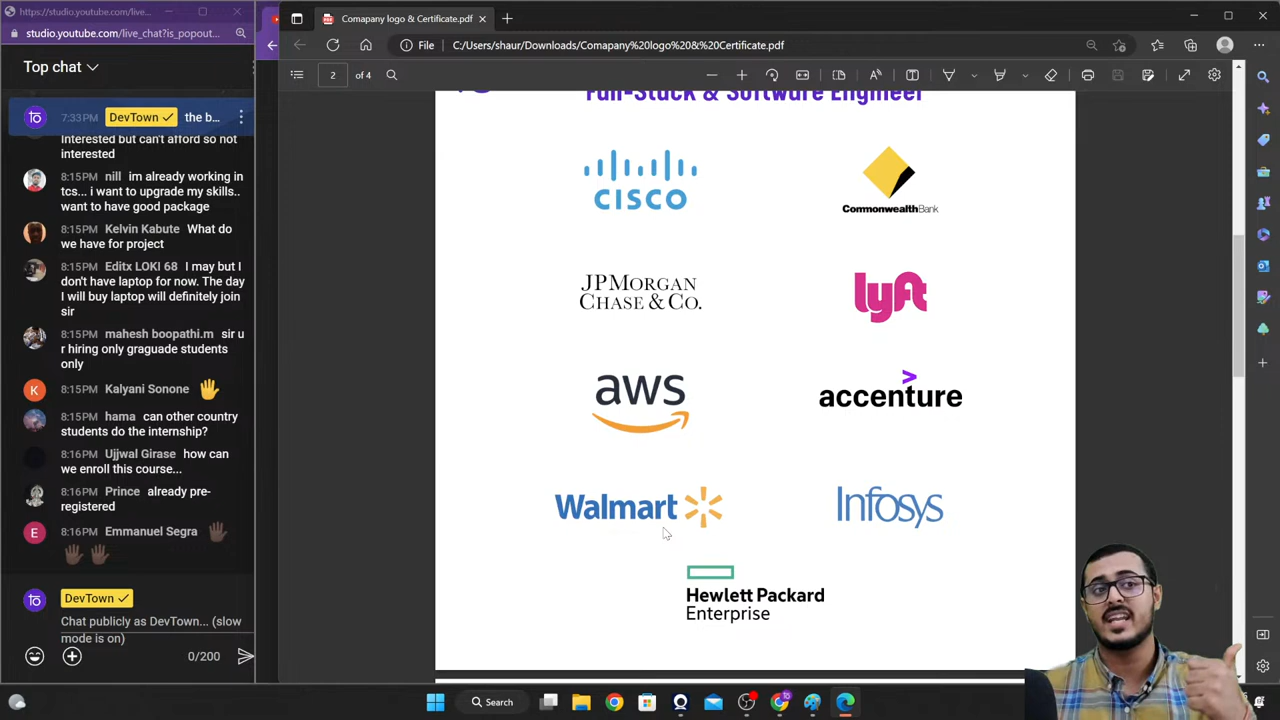 https://studio.youtube.com/live_chat?is_popout...
studio.youtube.com/live_chat?is_popout...
Top chat
7:33PM DevTown the b...
Interested but can't afford so not
interested
8:15PM nill im already working in
tcs... i want to upgrade my skills..
want to have good package
8:15PM Kelvin Kabute What do
we have for project
8:15PM Editx LOKI 68 I may but I
don't have laptop for now. The day
I will buy laptop will definitely join
sir
8:15PM mahesh boopathi.m sir u
r hiring only graguade students
only
K 8:15PM Kalyani Sonone
8:16PM hama can other country
students do the internship?
8:16PM Ujjwal Girase how can
we enroll this course...
8:16PM Prince already pre-
registered
E 8:16PM Emmanuel Segra
DevTown
Chat publicly as DevTown... (slow
mode is on)
0/200
Comapany logo & Certificate.pdf
File C:/Users/shaur/Downloads/Comapany%20logo%20&%20Certificate.pdf
2 of 4
Full-Stack & Software Engineer
CISCO
CommonwealthBank
JPMORGAN
CHASE & CO.
lyft
aws
>
accenture
Walmart
Infosys
Hewlett Packard
Enterprise
Search